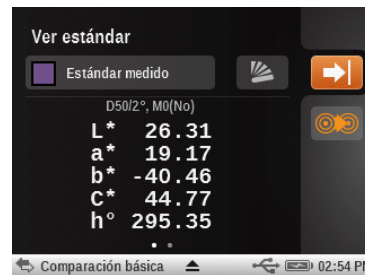 Ver estándar
Estándar medido
D50/2°, M0(No)
L* 26.31
a* 19.17
b* -40.46
C* 44.77
h° 295.35
Comparación básica 02:54 PM